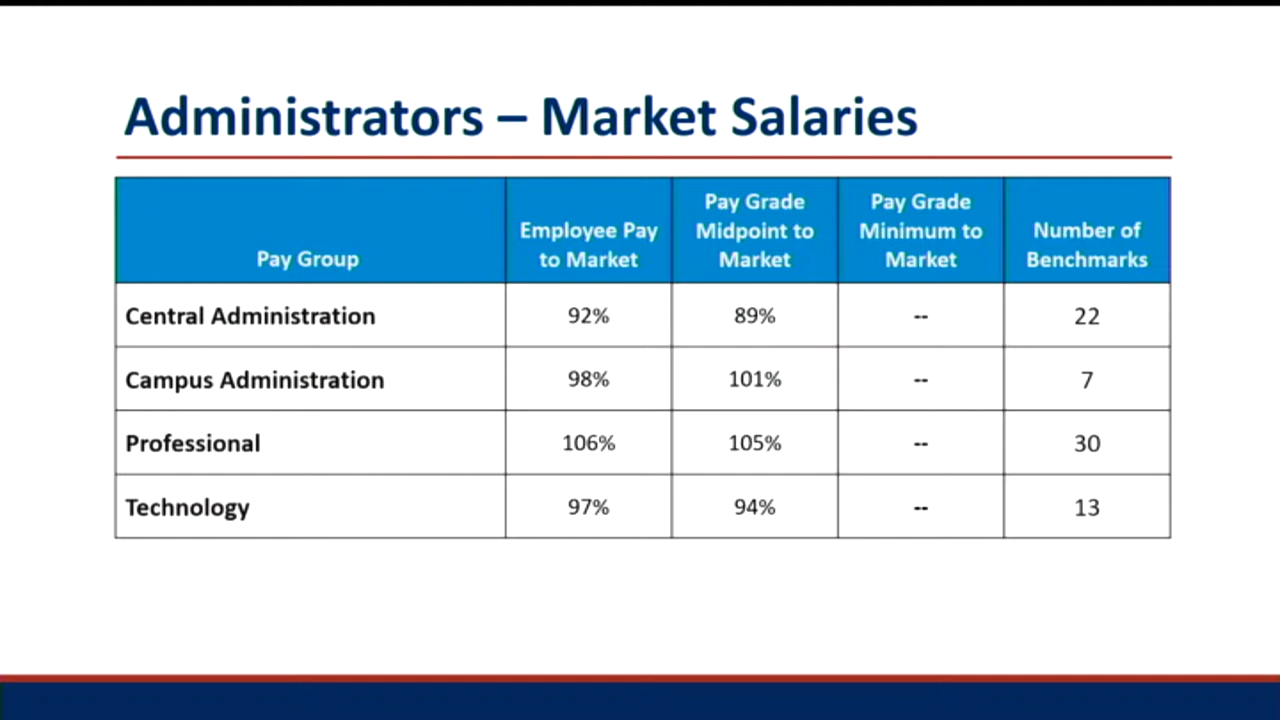 Administrators – Market Salaries
Pay Group
Employee Pay
to Market
Pay Grade
Midpoint to
Market
Pay Grade
Minimum to
Market
Number of
Benchmarks
Central Administration 92% 89% -- 22
Campus Administration 98% 101% -- 7
Professional 106% 105% -- 30
Technology 97% 94% -- 13